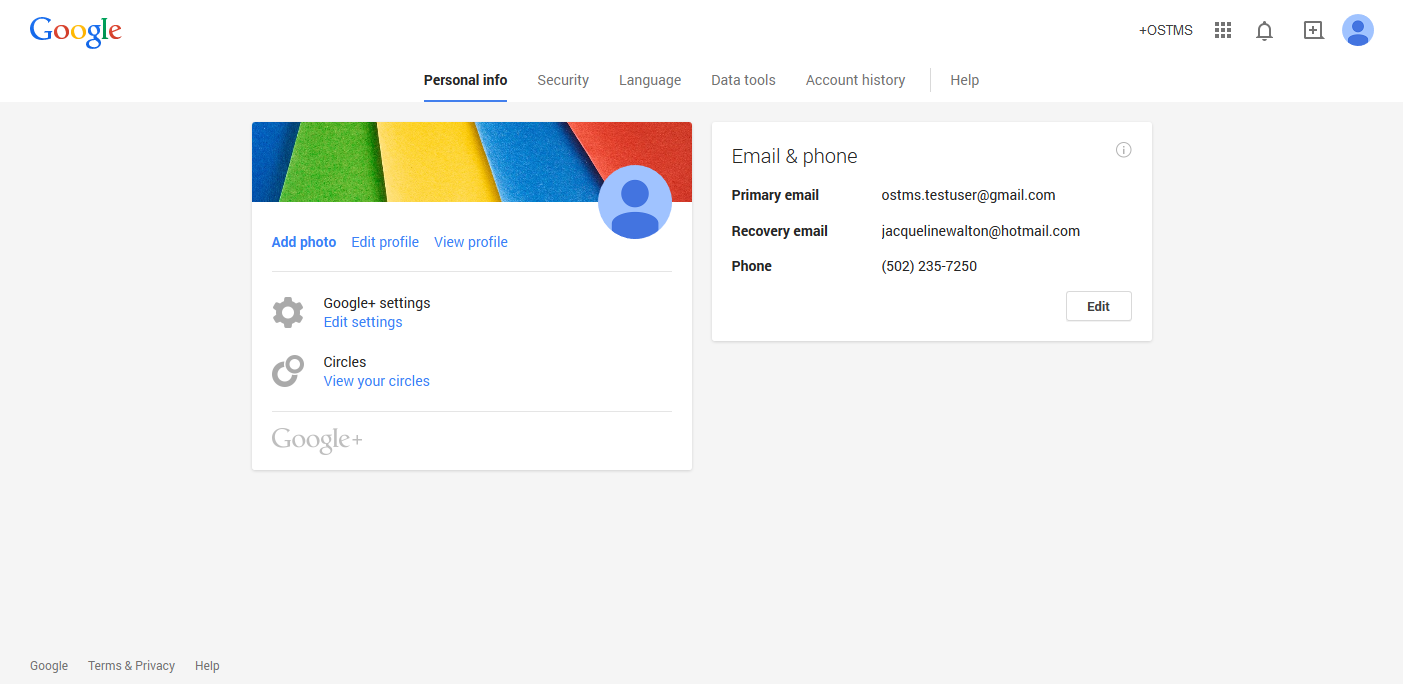 Google
+OSTMS
Personal info Security Language Data tools Account history Help
Add photo Edit profile View profile
Google+ settings
Edit settings
Circles
View your circles
Google+
Email & phone
Primary email ostms.testuser@gmail.com
Recovery email jacquelinewalton@hotmail.com
Phone (502) 235-7250
Edit
Google Terms & Privacy Help